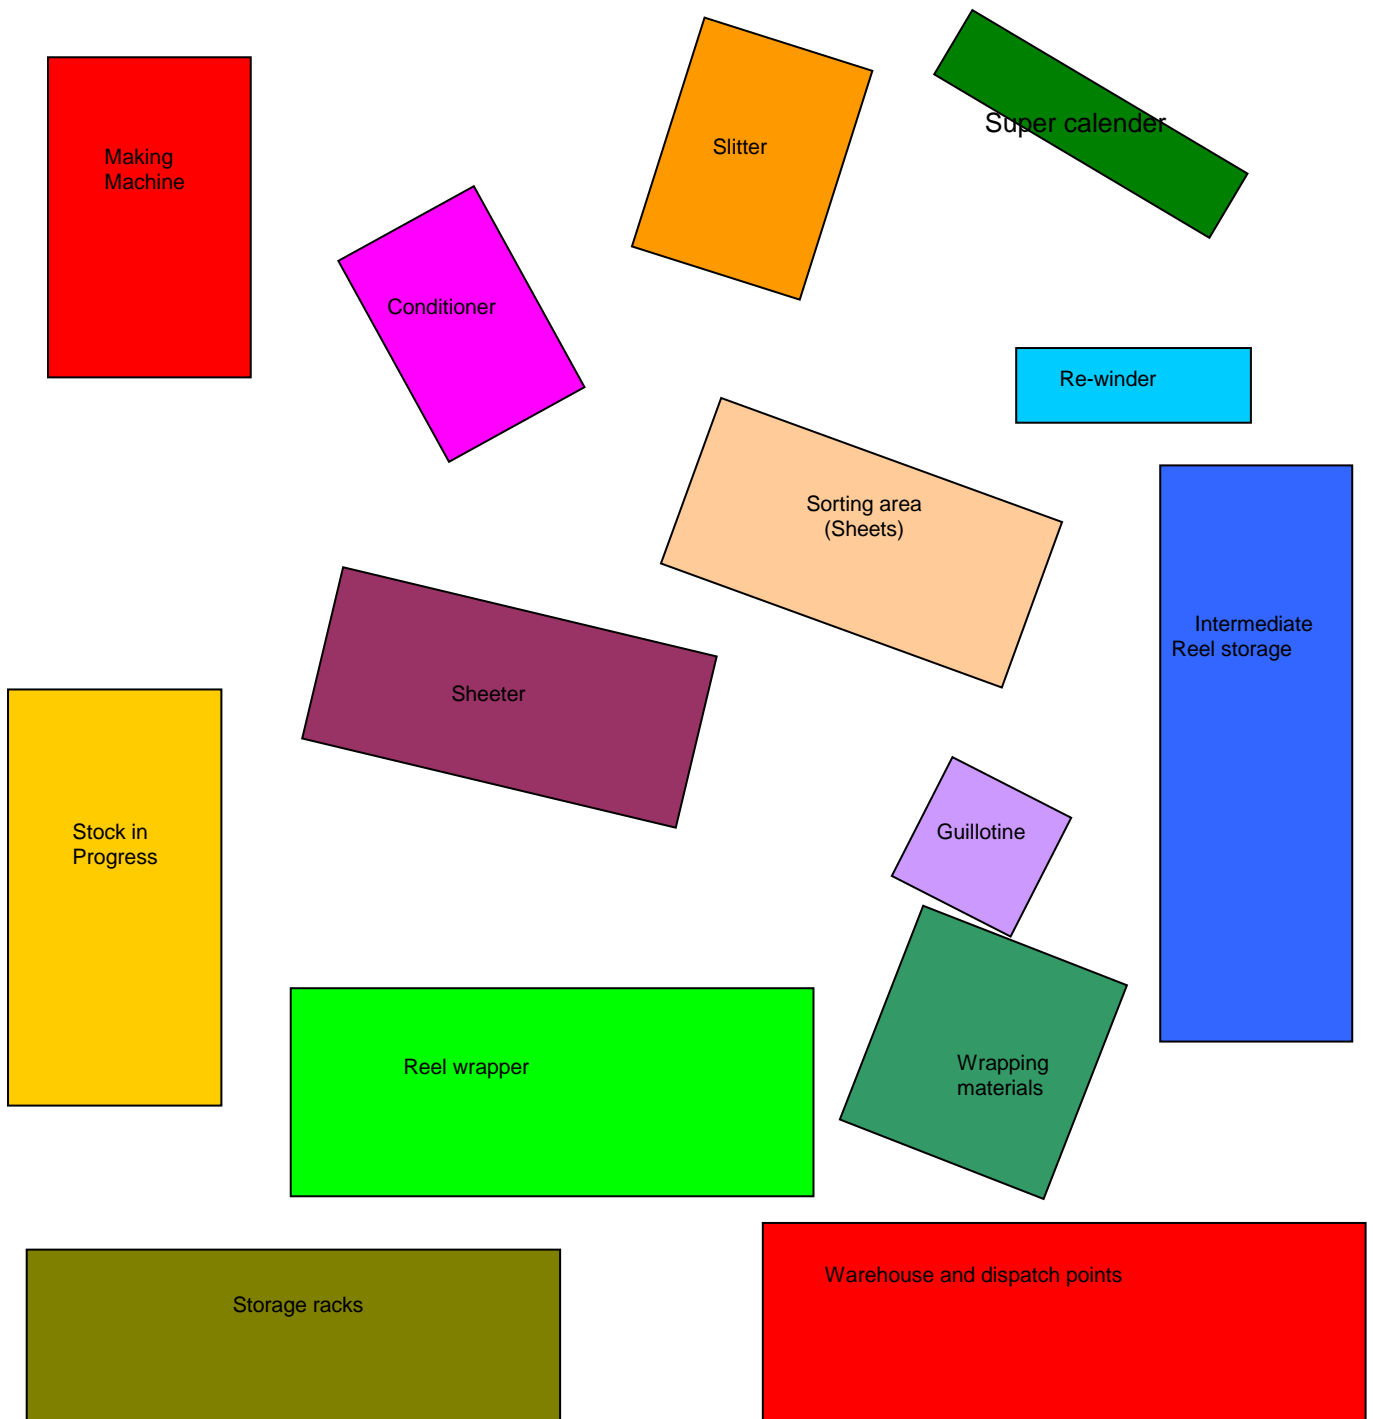 Super calender
Slitter
Making
Machine
Conditioner
Re-winder
Sorting area
(Sheets)
Intermediate
Reel storage
Sheeter
Stock in
Progress
Guillotine
Reel wrapper
Wrapping
materials
Warehouse and dispatch points
Storage racks